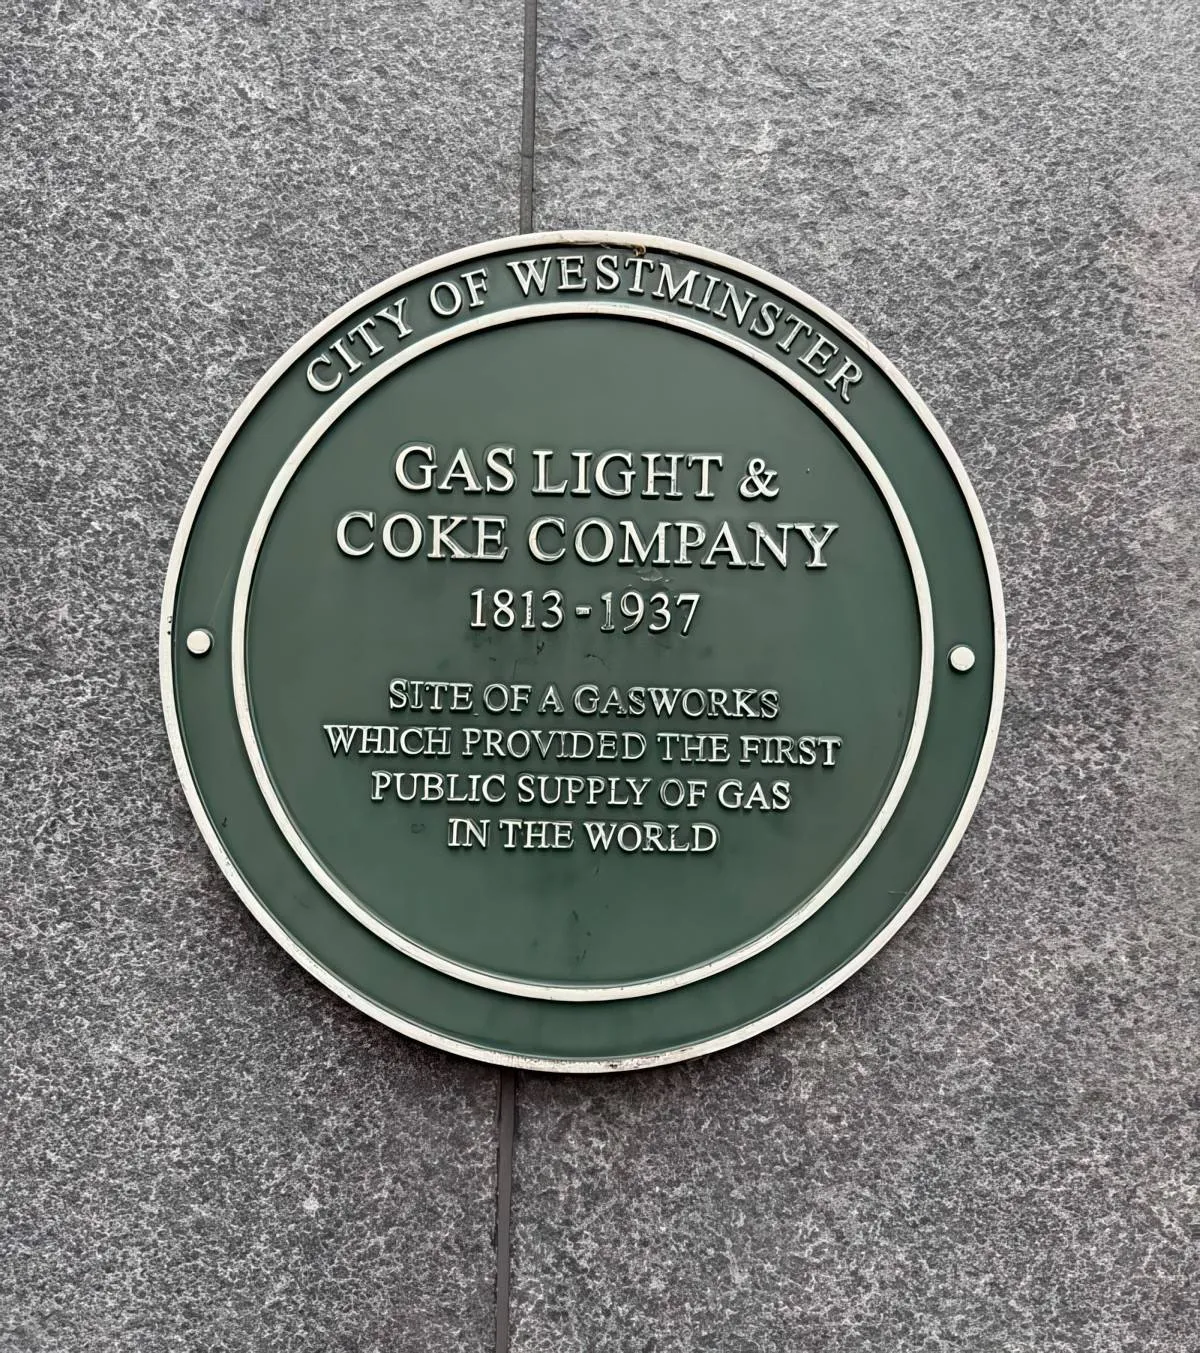 CITY OF WESTMINSTER
GAS LIGHT &
COKE COMPANY
1813-1937
SITE OF A GASWORKS
WHICH PROVIDED THE FIRST
PUBLIC SUPPLY OF GAS
IN THE WORLD